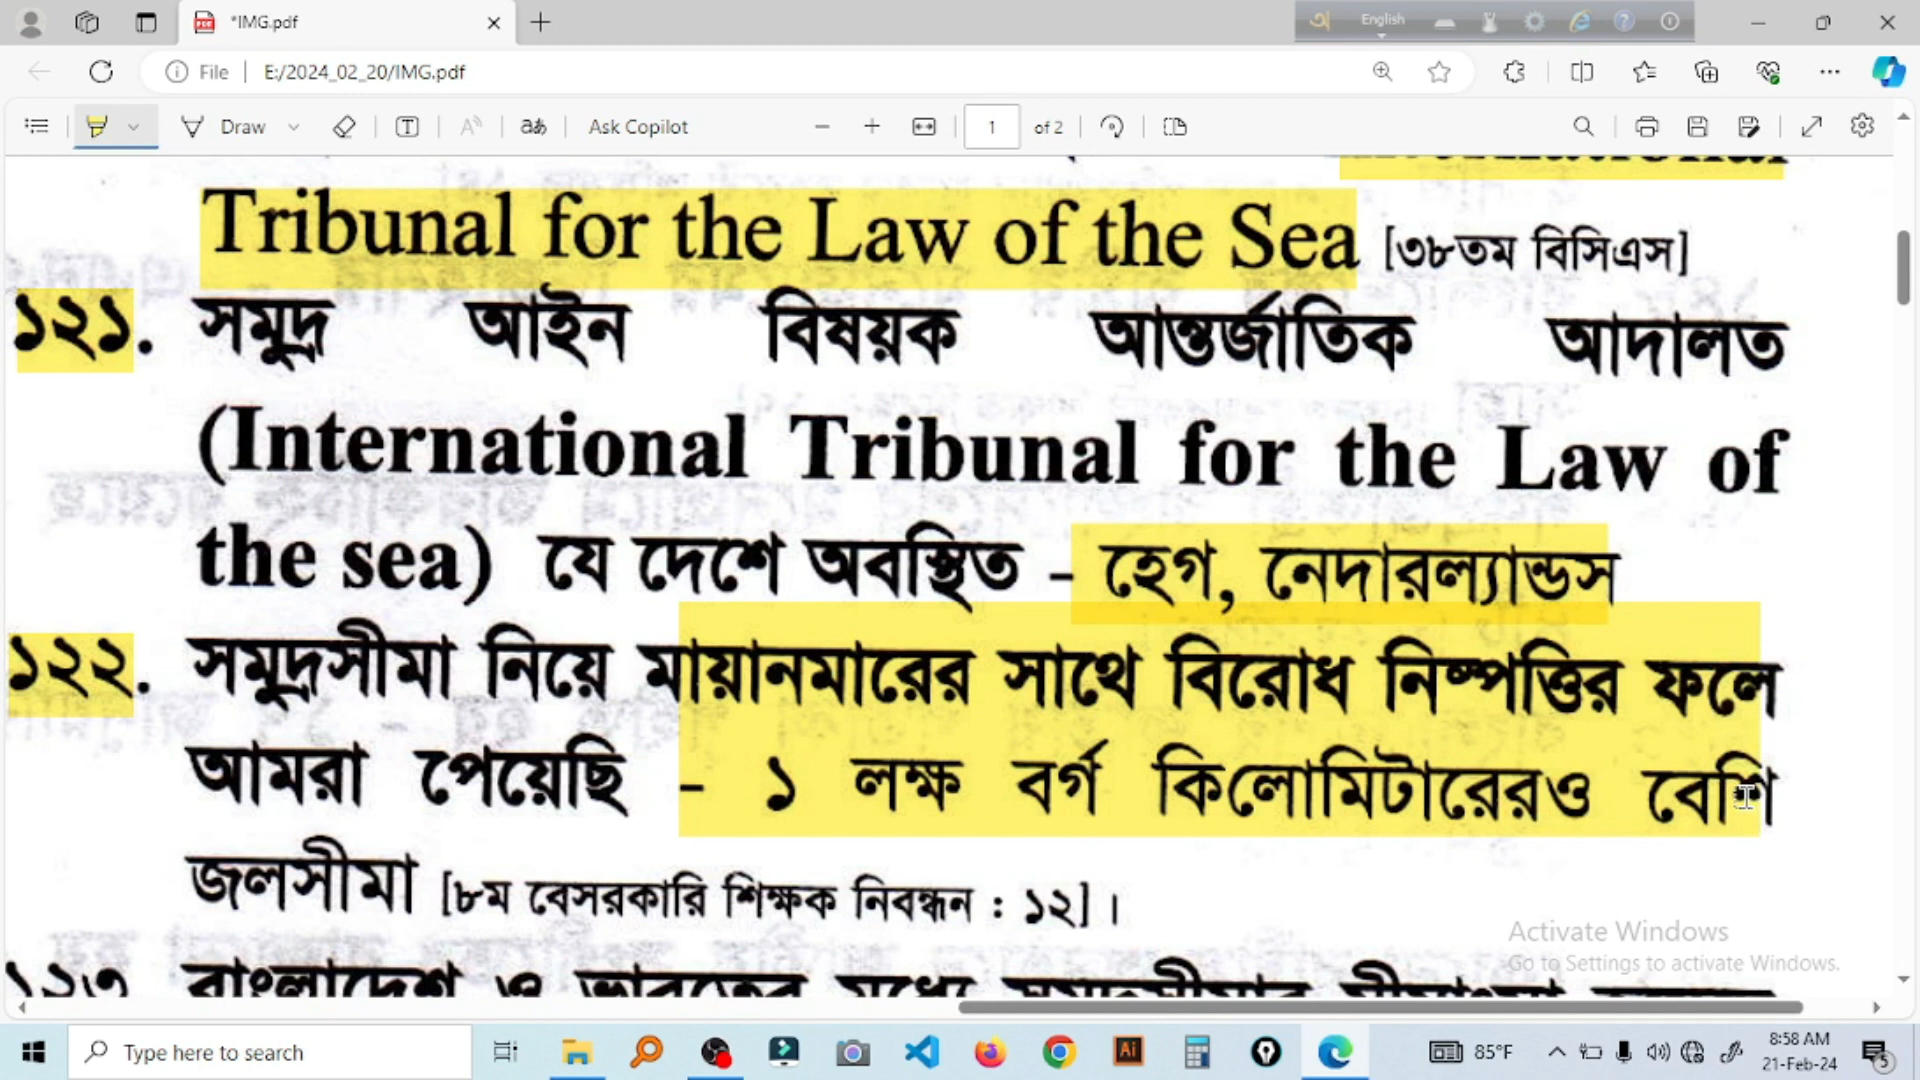 *IMG.pdf
English
File
E:/2024_02_20/IMG.pdf
Draw
Ask Copilot
1 of 2
Tribunal for the Law of the Sea [৩৮তম বিসিএস]
১২১. সমুদ্র আইন বিষয়ক আন্তর্জাতিক আদালত
(International Tribunal for the Law of
the sea) যে দেশে অবস্থিত - হেগ, নেদারল্যান্ডস
১২২. সমুদ্রসীমা নিয়ে মায়ানমারের সাথে বিরোধ নিষ্পত্তির ফলে
আমরা পেয়েছি - ১ লক্ষ বর্গ কিলোমিটারেরও বেশি
জলসীমা [৮ম বেসরকারি শিক্ষক নিবন্ধন : ১২]।
Activate Windows
Go to Settings to activate Windows.
১২৩ বাংলাদেশ ও ভারতের মধ্যে
Type here to search
85°F
8:58 AM
21-Feb-24
5